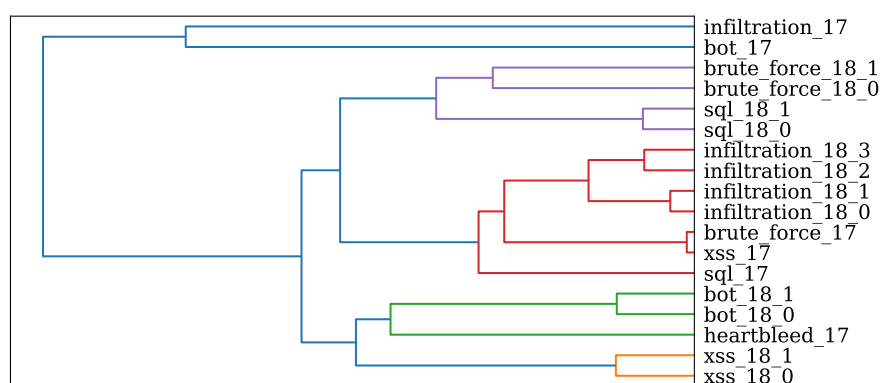 infiltration_17
bot_17
brute_force_18_1
brute_force_18_0
sql_18_1
sql_18_0
infiltration_18_3
infiltration_18_2
infiltration_18_1
infiltration_18_0
brute_force_17
xss_17
sql_17
bot_18_1
bot_18_0
heartbleed_17
xss_18_1
xss_18_0